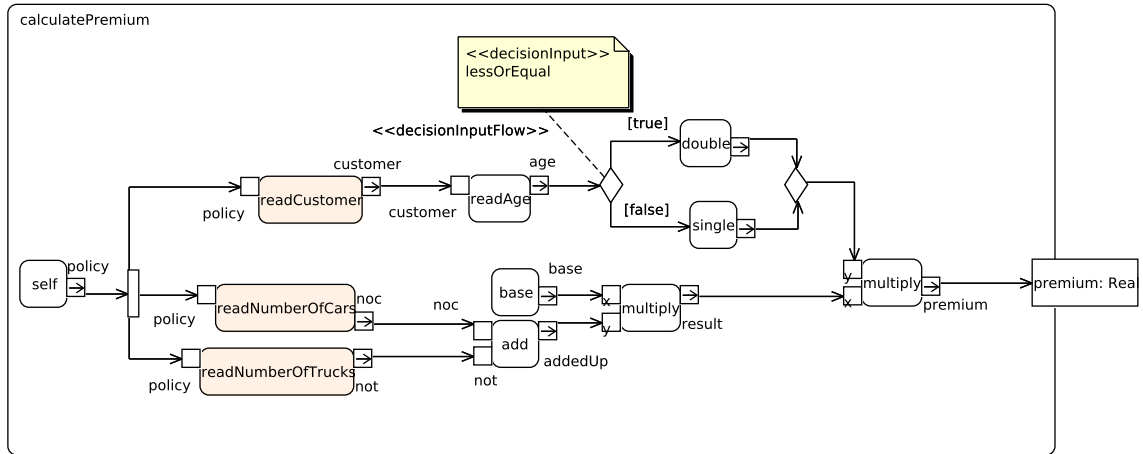 calculatePremium
<<decisionInput>>
lessOrEqual
<<decisionInputFlow>>
[true]
double
customer
age
readCustomer
readAge
policy
customer
[false]
single
self
policy
base
base
y
multiply
premium: Real
x
premium
readNumberOfCars
noc
noc
x
multiply
result
policy
y
add
addedUp
readNumberOfTrucks
policy
not
not